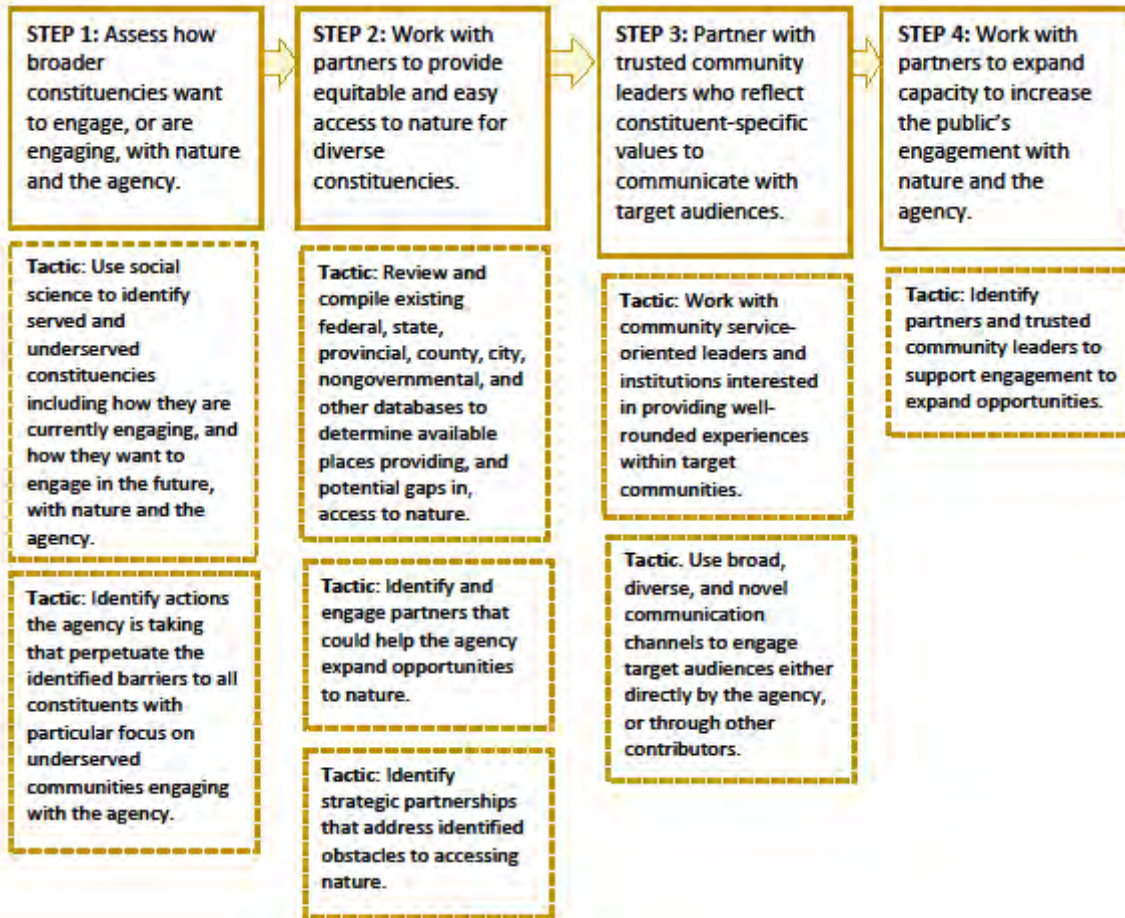 STEP 1: Assess how
broader
constituencies want
to engage, or are
engaging, with nature
and the agency.
Tactic: Use social
science to identify
served and
underserved
constituencies
including how they are
currently engaging, and
how they want to
engage in the future,
with nature and the
agency.
Tactic: Identify actions
the agency is taking
that perpetuate the
identified barriers to all
constituents with
particular focus on
underserved
communities engaging
with the agency.
STEP 2: Work with
partners to provide
equitable and easy
access to nature for
diverse
constituencies.
Tactic: Review and
compile existing
federal, state,
provincial, county, city,
nongovernmental, and
other databases to
determine available
places providing, and
potential gaps in,
access to nature.
Tactic: Identify and
engage partners that
could help the agency
expand opportunities
to nature.
Tactic: Identify
strategic partnerships
that address identified
obstacles to accessing
nature.
STEP 3: Partner with
trusted community
leaders who reflect
constituent-specific
values to
communicate with
target audiences.
Tactic: Work with
community service-
oriented leaders and
institutions interested
in providing well-
rounded experiences
within target
communities.
Tactic. Use broad,
diverse, and novel
communication
channels to engage
target audiences either
directly by the agency,
or through other
contributors.
STEP 4: Work with
partners to expand
capacity to increase
the public's
engagement with
nature and the
agency.
Tactic: Identify
partners and trusted
community leaders to
support engagement to
expand opportunities.